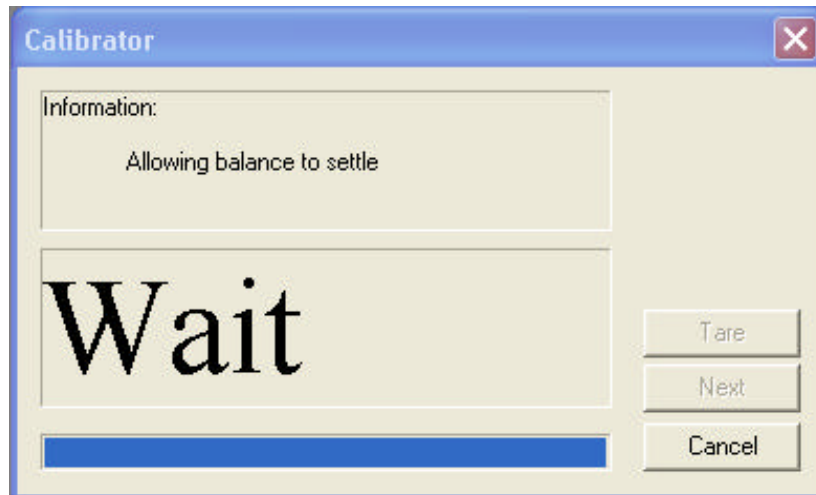 Calibrator
Information:
Allowing balance to settle
Wait
Tare
Next
Cancel